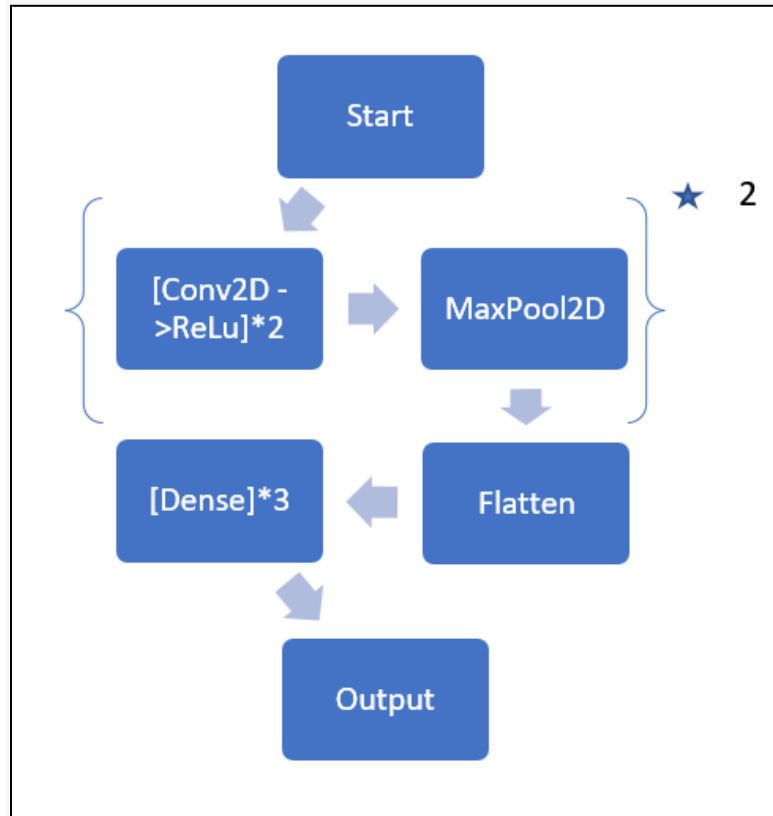 Start
2
[Conv2D -
>ReLu]*2
MaxPool2D
[Dense]*3
Flatten
Output